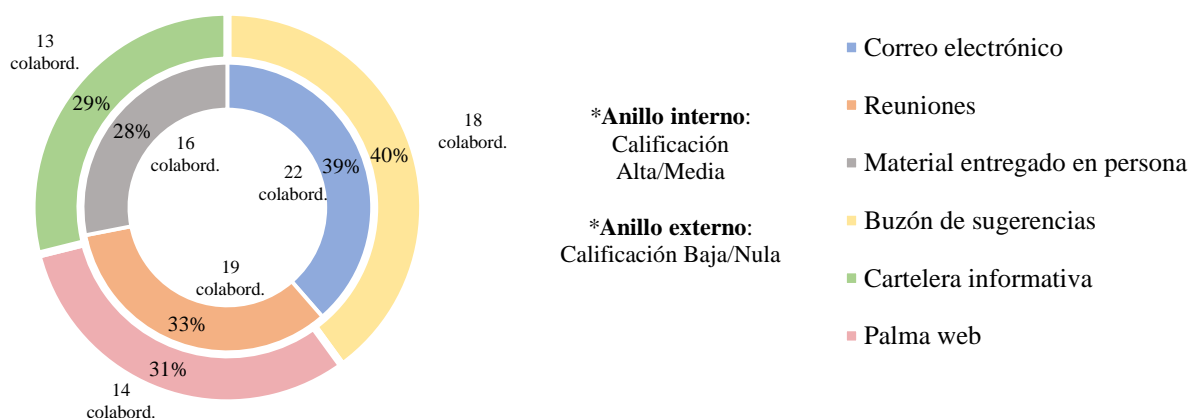 13
colabord.
29%
28%
16
colabord.
22
colabord.
39%
18
colabord.
40%
19
colabord.
33%
31%
14
colabord.
*Anillo interno:
Calificación
Alta/Media
*Anillo externo:
Calificación Baja/Nula
Correo electrónico
Reuniones
Material entregado en persona
Buzón de sugerencias
Cartelera informativa
Palma web